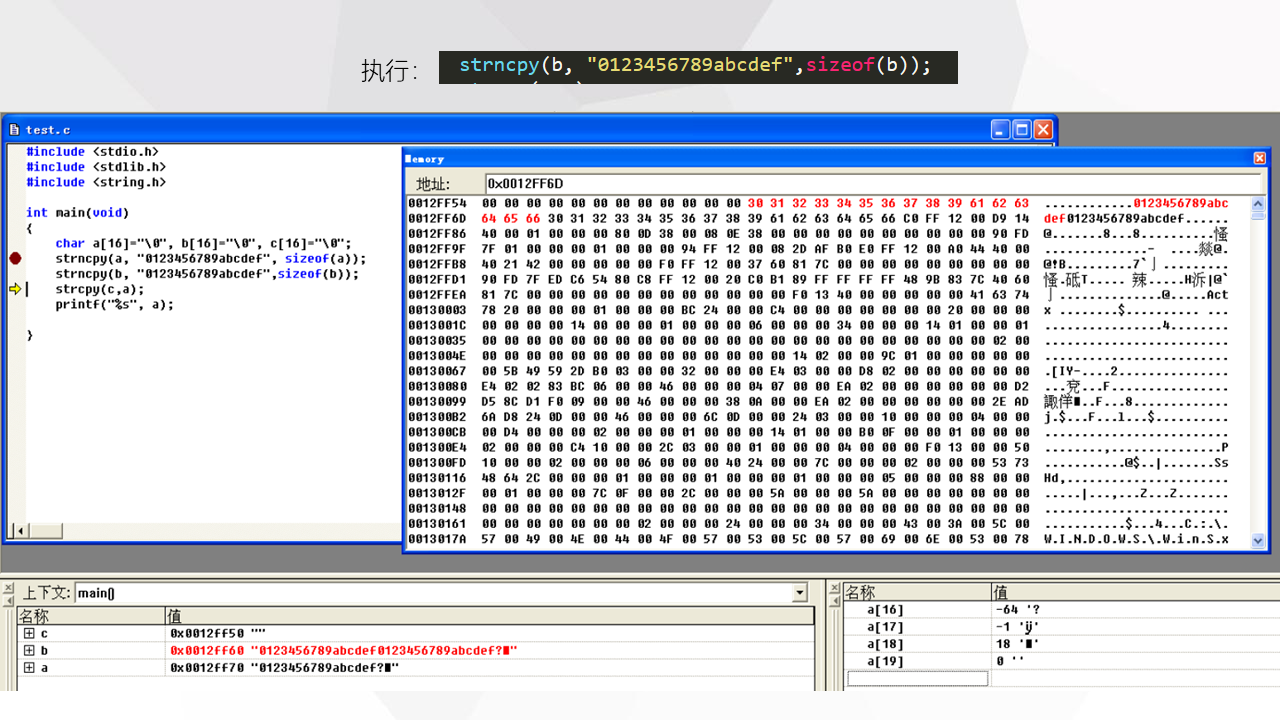 执行： strncpy(b, "0123456789abcdef",sizeof(b));
test.c
#include <stdio.h>
#include <stdlib.h>
#include <string.h>
int main(void)
{
char a[16]="\0", b[16]="\0", c[16]="\0";
strncpy(a, "0123456789abcdef", sizeof(a));
strncpy(b, "0123456789abcdef",sizeof(b));
strcpy(c,a);
printf("%s", a);
}
Memory
地址: 0x0012FF6D
0012FF54 00 00 00 00 00 00 00 00 00 00 00 00 30 31 32 33 34 35 36 37 38 39 61 62 63 ............0123456789abc
0012FF6D 64 65 66 30 31 32 33 34 35 36 37 38 39 61 62 63 64 65 66 C0 FF 12 00 D9 14 def0123456789abcdef......
0012FF86 40 00 01 00 00 00 80 0D 38 00 08 0E 38 00 00 00 00 00 00 00 00 00 00 90 FD
0012FF9F 7F 01 00 00 00 01 00 00 00 94 FF 12 00 08 2D AF B0 E0 FF 12 00 A0 44 40 00
0012FFB8 40 21 42 00 00 00 00 00 F0 FF 12 00 37 60 81 7C 00 00 00 00 00 00 00 00 00
0012FFD1 90 FD 7F ED C6 54 80 C8 FF 12 00 20 C0 B1 89 FF FF FF FF 48 9B 83 7C 40 60
0012FFEA 81 7C 00 00 00 00 00 00 00 00 00 00 00 F0 13 40 00 00 00 00 00 41 63 74
00130003 78 20 00 00 00 01 00 00 00 BC 24 00 00 C4 00 00 00 00 00 00 00 20 00 00 00 x ........$.......... ...
0013001C 00 00 00 00 14 00 00 00 01 00 00 00 06 00 00 00 34 00 00 00 14 01 00 00 01 ................4........
00130035 00 00 00 00 00 00 00 00 00 00 00 00 00 00 00 00 00 00 00 00 00 00 00 02 00 .........................
0013004E 00 00 00 00 00 00 00 00 00 00 00 00 00 14 02 00 00 9C 01 00 00 00 00 00 .........................
00130067 00 5B 49 59 2D B0 03 00 00 32 00 00 00 E4 03 00 00 D8 02 00 00 00 00 00 00
00130080 E4 02 02 83 BC 06 00 00 46 00 00 00 04 07 00 00 EA 02 00 00 00 00 00 00 D2
00130099 D5 8C D1 F0 09 00 00 46 00 00 00 38 0A 00 00 EA 02 00 00 00 00 00 00 2E AD
001300B2 6A D8 24 0D 00 00 46 00 00 00 6C 0D 00 00 24 03 00 00 10 00 00 00 04 00 00 j.$...F...l...$..........
001300CB 00 D4 00 00 00 02 00 00 00 01 00 00 00 14 01 00 00 B0 0F 00 00 01 00 00 00 .........................
001300E4 02 00 00 00 C4 10 00 00 2C 03 00 00 01 00 00 00 04 00 00 00 F0 13 00 00 50 ........,...............P
001300FD 10 00 00 02 00 00 00 06 00 00 00 40 24 00 00 7C 00 00 00 02 00 00 00 53 73 ...........@$..|.......Ss
00130116 48 64 2C 00 00 00 01 00 00 00 01 00 00 00 01 00 00 00 05 00 00 00 88 00 00 Hd,......................
0013012F 00 01 00 00 00 7C 0F 00 00 2C 00 00 00 5A 00 00 00 5A 00 00 00 00 00 00 00 .....|...,...Z...Z.......
00130148 00 00 00 00 00 00 00 00 00 00 00 00 00 00 00 00 00 00 00 00 00 00 00 00 00 .........................
00130161 00 00 00 00 00 00 00 02 00 00 00 24 00 00 00 34 00 00 00 43 00 3A 00 5C 00 ...........$...4...C.:.\.
0013017A 57 00 49 00 4E 00 44 00 4F 00 57 00 53 00 5C 00 57 00 69 00 6E 00 53 00 78 W.I.N.D.O.W.S.\.W.i.n.S.x
上下文: main()
名称 值
c 0x0012ff50 ""
b 0x0012ff60 "0123456789abcdef0123456789abcdef?■"
a 0x0012ff70 "0123456789abcdef?■"
名称 值
a[16] -64 '?
a[17] -1 'ÿ'
a[18] 18 '■'
a[19] 0 ''